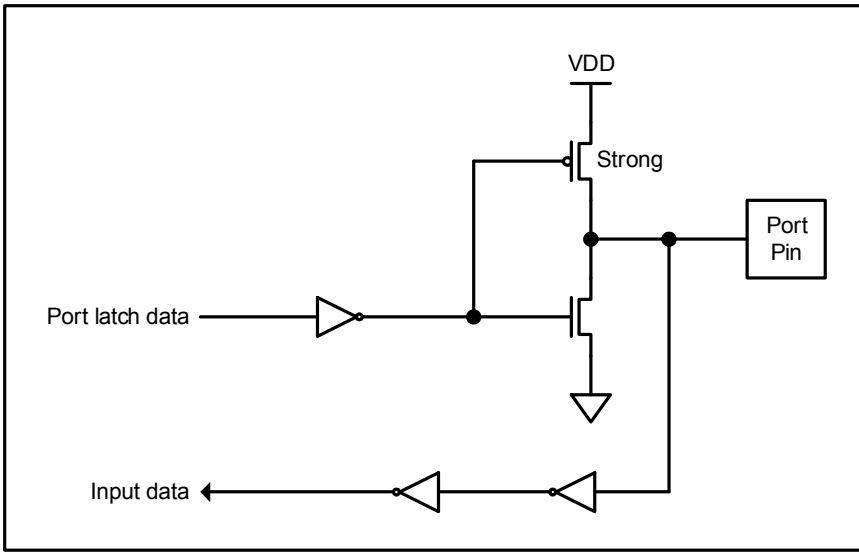 VDD
Strong
Port
Pin
Port latch data
Input data